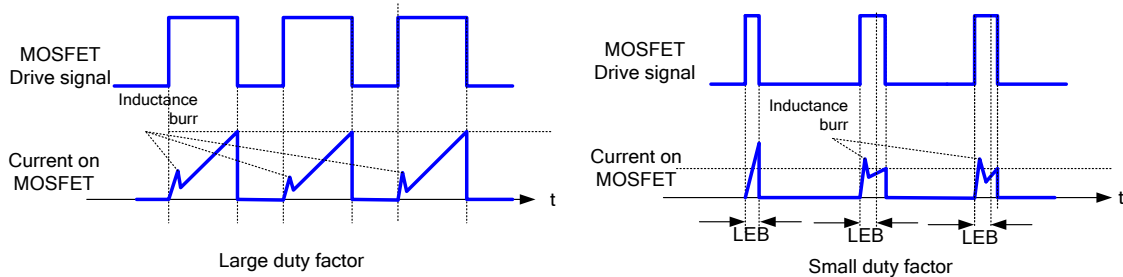 MOSFET
Drive signal
Inductance
burr
Current on
MOSFET
t
Large duty factor
MOSFET
Drive signal
Inductance
burr
Current on
MOSFET
t
LEB
LEB
LEB
Small duty factor